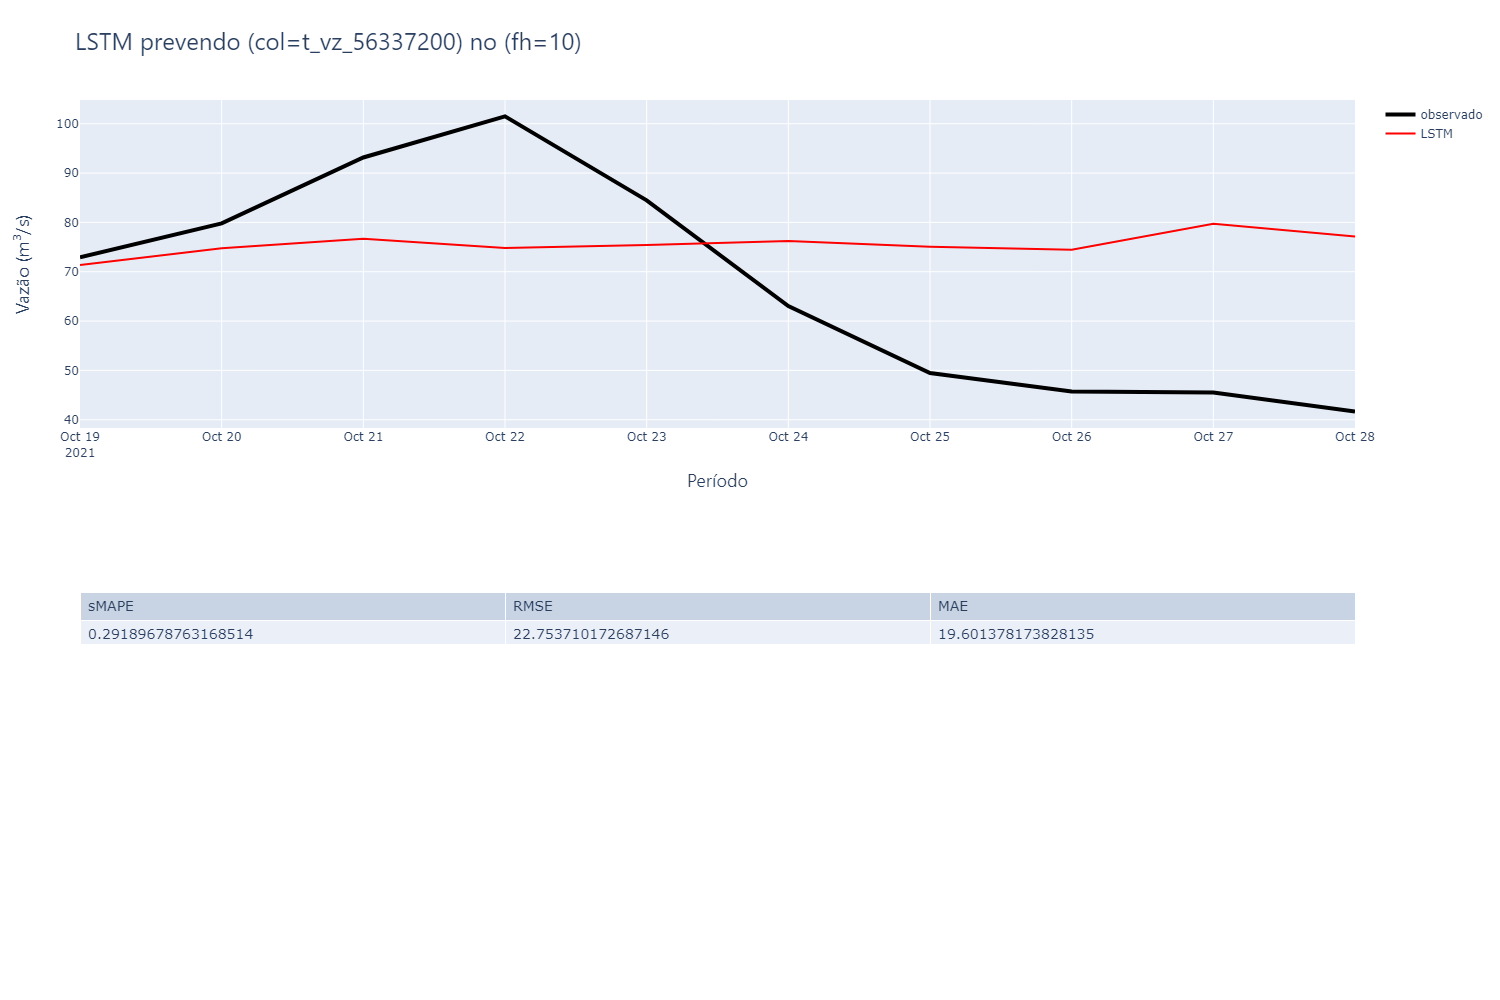 LSTM prevendo (col=t_vz_56337200) no (fh=10)
observado
LSTM
Vazão (m³/s)
100
90
80
70
60
50
40
Oct 19
2021
Oct 20
Oct 21
Oct 22
Oct 23
Oct 24
Oct 25
Oct 26
Oct 27
Oct 28
Período
sMAPE RMSE MAE
0.29189678763168514 22.753710172687146 19.601378173828135